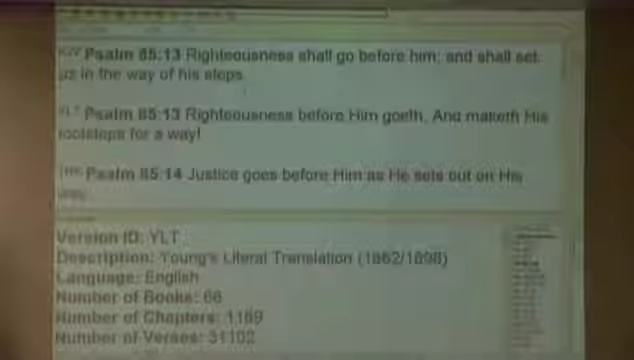 KJV Psalm 85:13 Righteousness shall go before him; and shall set
us in the way of his steps.
YLT Psalm 85:13 Righteousness before Him goeth, And maketh His
footsteps for a way!
Psalm 85:14 Justice goes before Him as He sets out on His
way.
Version ID: YLT
Description: Young's Literal Translation (1862/1898)
Language: English
Number of Books: 66
Number of Chapters: 1189
Number of Verses: 31102